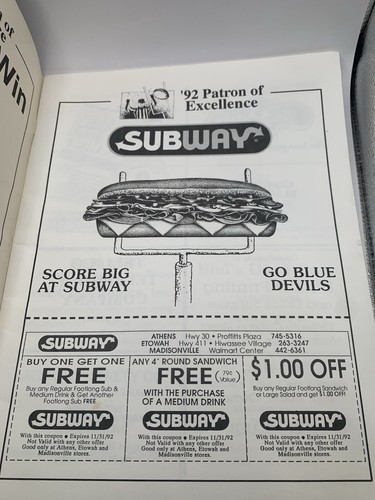 of
e
Win
'92 Patron of
Excellence
SUBWAY
SCORE BIG
AT SUBWAY
GO BLUE
DEVILS
SUBWAY
ATHENS Hwy 30 • Proffitts Plaza 745-5316
ETOWAH Hwy 411 • Hiwassee Village 263-3247
MADISONVILLE Walmart Center 442-6361
BUY ONE GET ONE
FREE
Buy any Regular Footlong Sub &
Medium Drink & Get Another
Footlong Sub FREE
SUBWAY
With this coupon • Expires 11/31/92
Not Valid with any other offer
Good only at Athens, Etowah and
Madisonville stores.
ANY 4" ROUND SANDWICH
FREE (.79¢ Value)
WITH THE PURCHASE
OF A MEDIUM DRINK
SUBWAY
With this coupon • Expires 11/31/92
Not Valid with any other offer
Good only at Athens, Etowah and
Madisonville stores.
$1.00 OFF
Buy any Regular Footlong Sandwich
or Large Salad and get $1.00 OFF!
SUBWAY
With this coupon • Expires 11/31/92
Not Valid with any other offer
Good only at Athens, Etowah and
Madisonville stores.